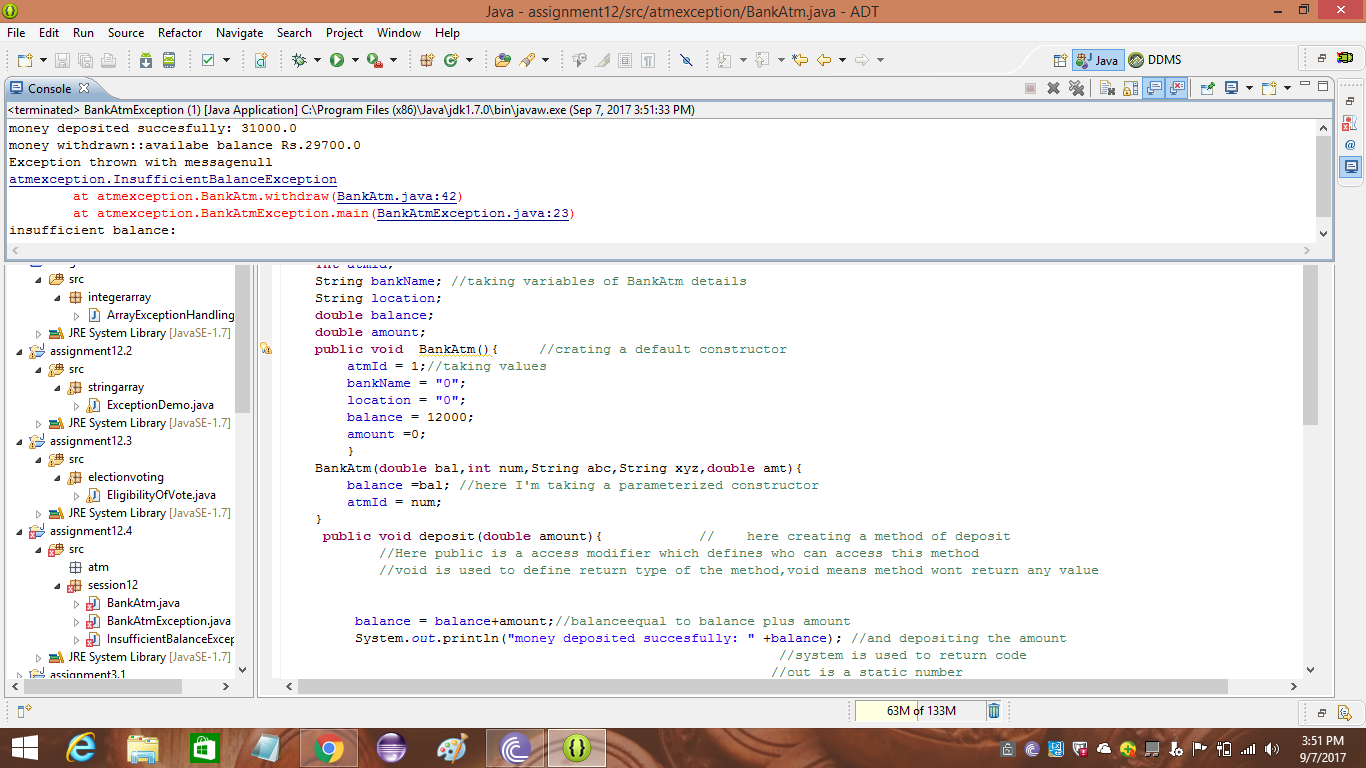 Java - assignment12/src/atmexception/BankAtm.java - ADT
File Edit Run Source Refactor Navigate Search Project Window Help
Java DDMS
Console
<terminated> BankAtmException (1) [Java Application] C:\Program Files (x86)\Java\jdk1.7.0\bin\javaw.exe (Sep 7, 2017 3:51:33 PM)
money deposited succesfully: 31000.0
money withdrawn::availabe balance Rs.29700.0
Exception thrown with messagenull
atmexception.InsufficientBalanceException
at atmexception.BankAtm.withdraw(BankAtm.java:42)
at atmexception.BankAtmException.main(BankAtmException.java:23)
insufficient balance:
src
integerarray
ArrayExceptionHandling
JRE System Library [JavaSE-1.7]
assignment12.2
src
stringarray
ExceptionDemo.java
JRE System Library [JavaSE-1.7]
assignment12.3
src
electionvoting
EligibilityOfVote.java
JRE System Library [JavaSE-1.7]
assignment12.4
src
atm
session12
BankAtm.java
BankAtmException.java
InsufficientBalanceExcep
JRE System Library [JavaSE-1.7]
assignment3.1
int atmId;
String bankName; //taking variables of BankAtm details
String location;
double balance;
double amount;
public void  BankAtm(){     //crating a default constructor
atmId = 1;//taking values
bankName = "0";
location = "0";
balance = 12000;
amount =0;
}
BankAtm(double bal,int num,String abc,String xyz,double amt){
balance =bal; //here I'm taking a parameterized constructor
atmId = num;
}
public void deposit(double amount){            //    here creating a method of deposit
//Here public is a access modifier which defines who can access this method
//void is used to define return type of the method,void means method wont return any value
balance = balance+amount;//balanceequal to balance plus amount
System.out.println("money deposited succesfully: " +balance); //and depositing the amount
//system is used to return code
//out is a static number
63M of 133M
3:51 PM
9/7/2017